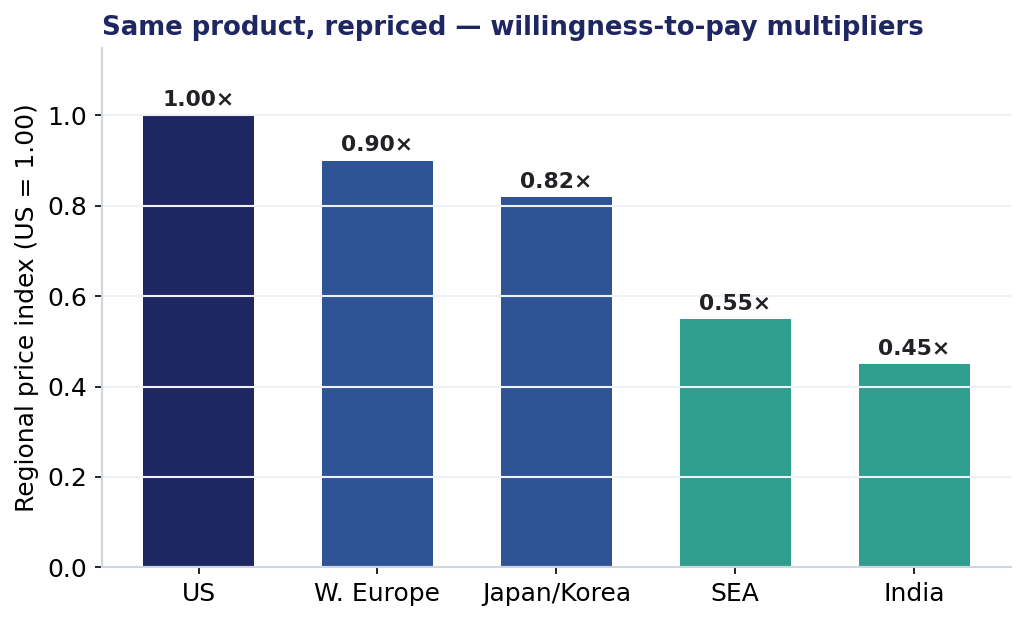 Same product, repriced — willingness-to-pay multipliers
Regional price index (US = 1.00)
1.0
0.8
0.6
0.4
0.2
0.0
1.00×
0.90×
0.82×
0.55×
0.45×
US
W. Europe
Japan/Korea
SEA
India